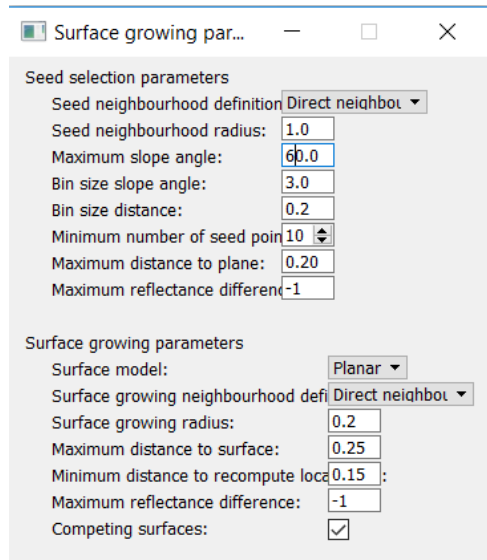 Surface growing par...
Seed selection parameters
Seed neighbourhood definition Direct neighbou
Seed neighbourhood radius: 1.0
Maximum slope angle: 60.0
Bin size slope angle: 3.0
Bin size distance: 0.2
Minimum number of seed poin 10
Maximum distance to plane: 0.20
Maximum reflectance differenc -1
Surface growing parameters
Surface model: Planar
Surface growing neighbourhood defi Direct neighbou
Surface growing radius: 0.2
Maximum distance to surface: 0.25
Minimum distance to recompute loca 0.15 :
Maximum reflectance difference: -1
Competing surfaces: